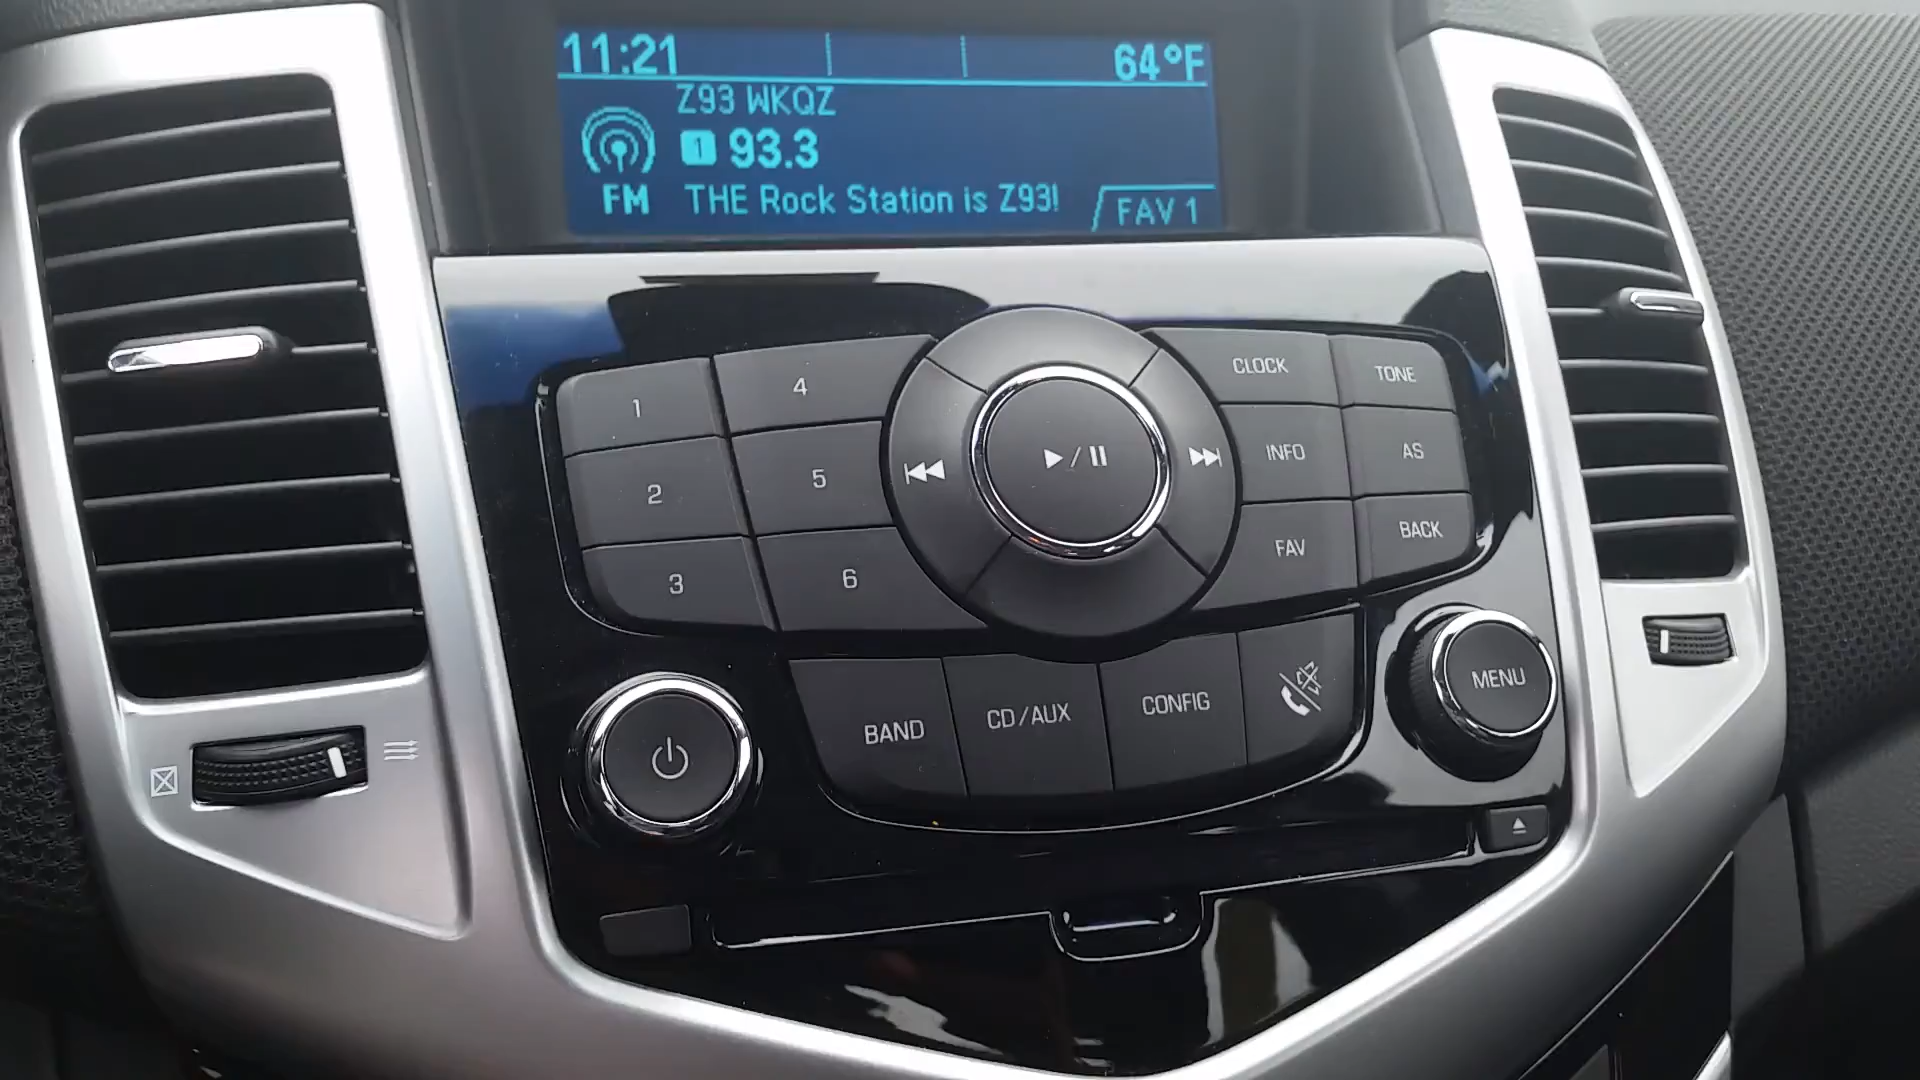 11:21 64°F
Z93 WKQZ
1 93.3
FM THE Rock Station is Z93!
FAV 1
1 4 CLOCK TONE
2 5 INFO AS
3 6 FAV BACK
BAND CD/AUX CONFIG MENU